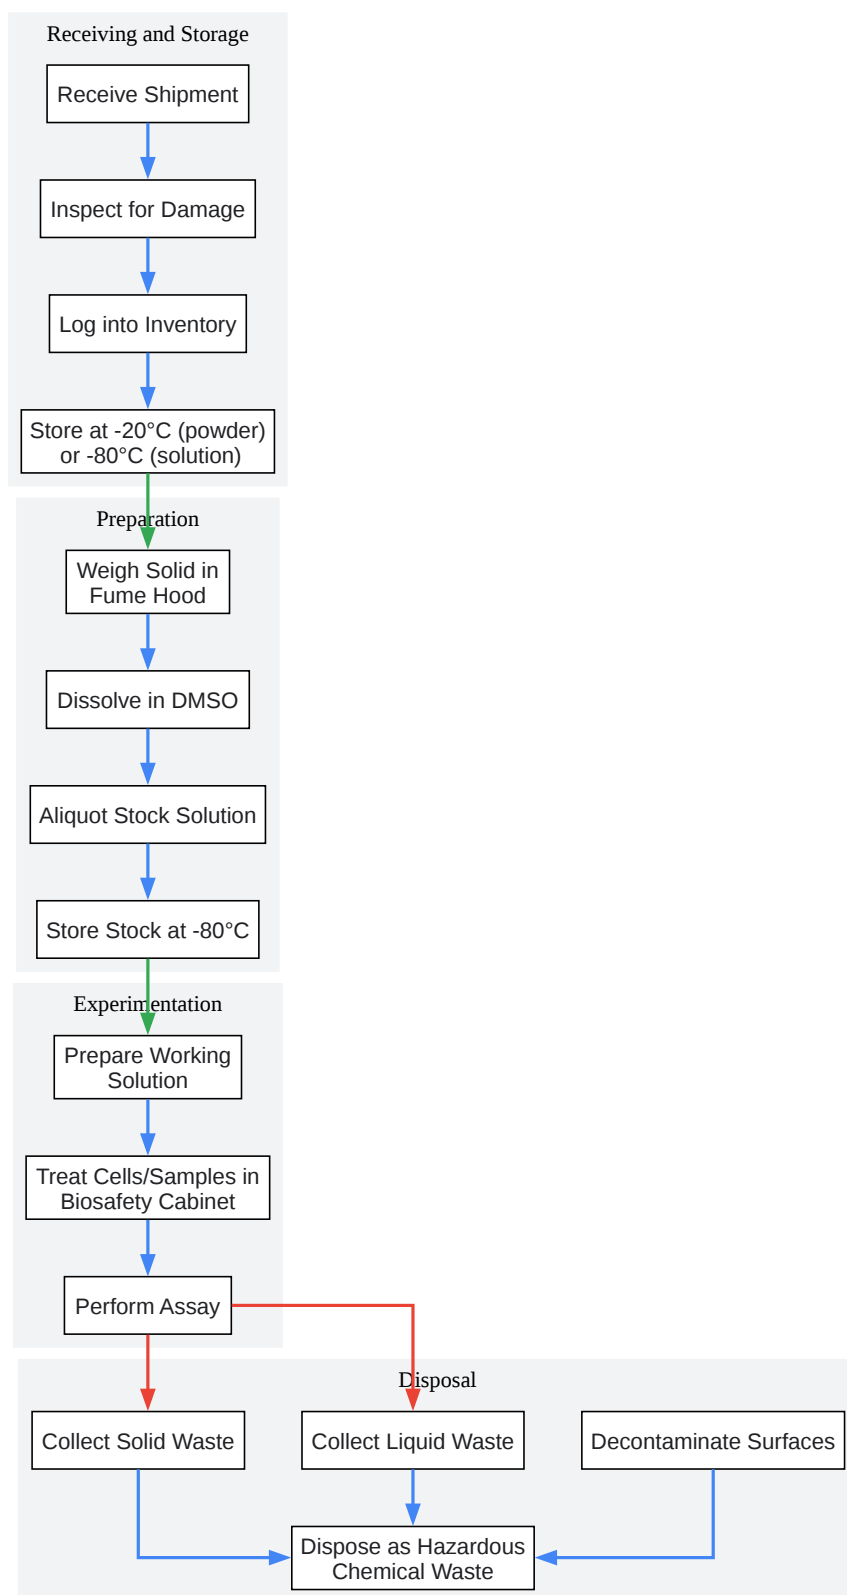 Receiving and Storage
Receive Shipment
Inspect for Damage
Log into Inventory
Store at -20°C (powder)
or -80°C (solution)
Preparation
Weigh Solid in
Fume Hood
Dissolve in DMSO
Aliquot Stock Solution
Store Stock at -80°C
Experimentation
Prepare Working
Solution
Treat Cells/Samples in
Biosafety Cabinet
Perform Assay
Disposal
Collect Solid Waste
Collect Liquid Waste
Decontaminate Surfaces
Dispose as Hazardous
Chemical Waste